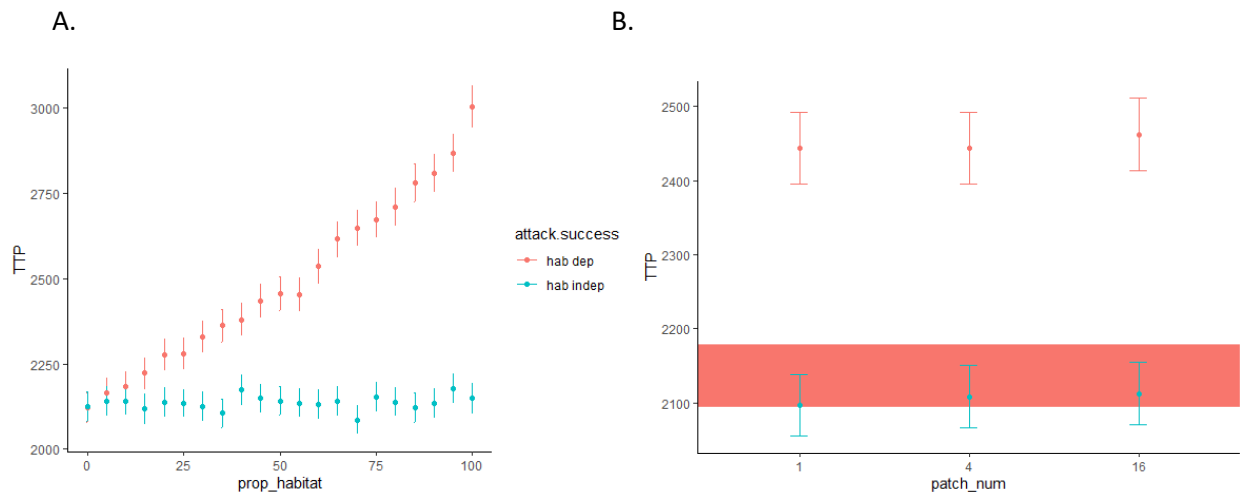 A.
3000
2750
2500
2250
2000
TTP
0 25 50 75 100
prop_habitat
attack.success
hab dep
hab indep
B.
2500
2400
2300
2200
2100
TTP
1 4 16
patch_num